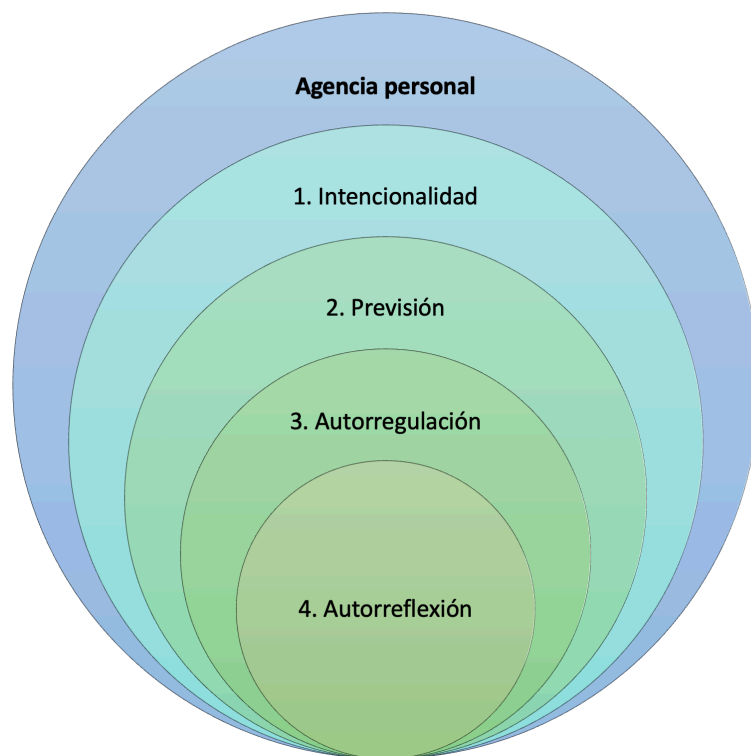 Agencia personal
1. Intencionalidad
2. Previsión
3. Autorregulación
4. Autorreflexión